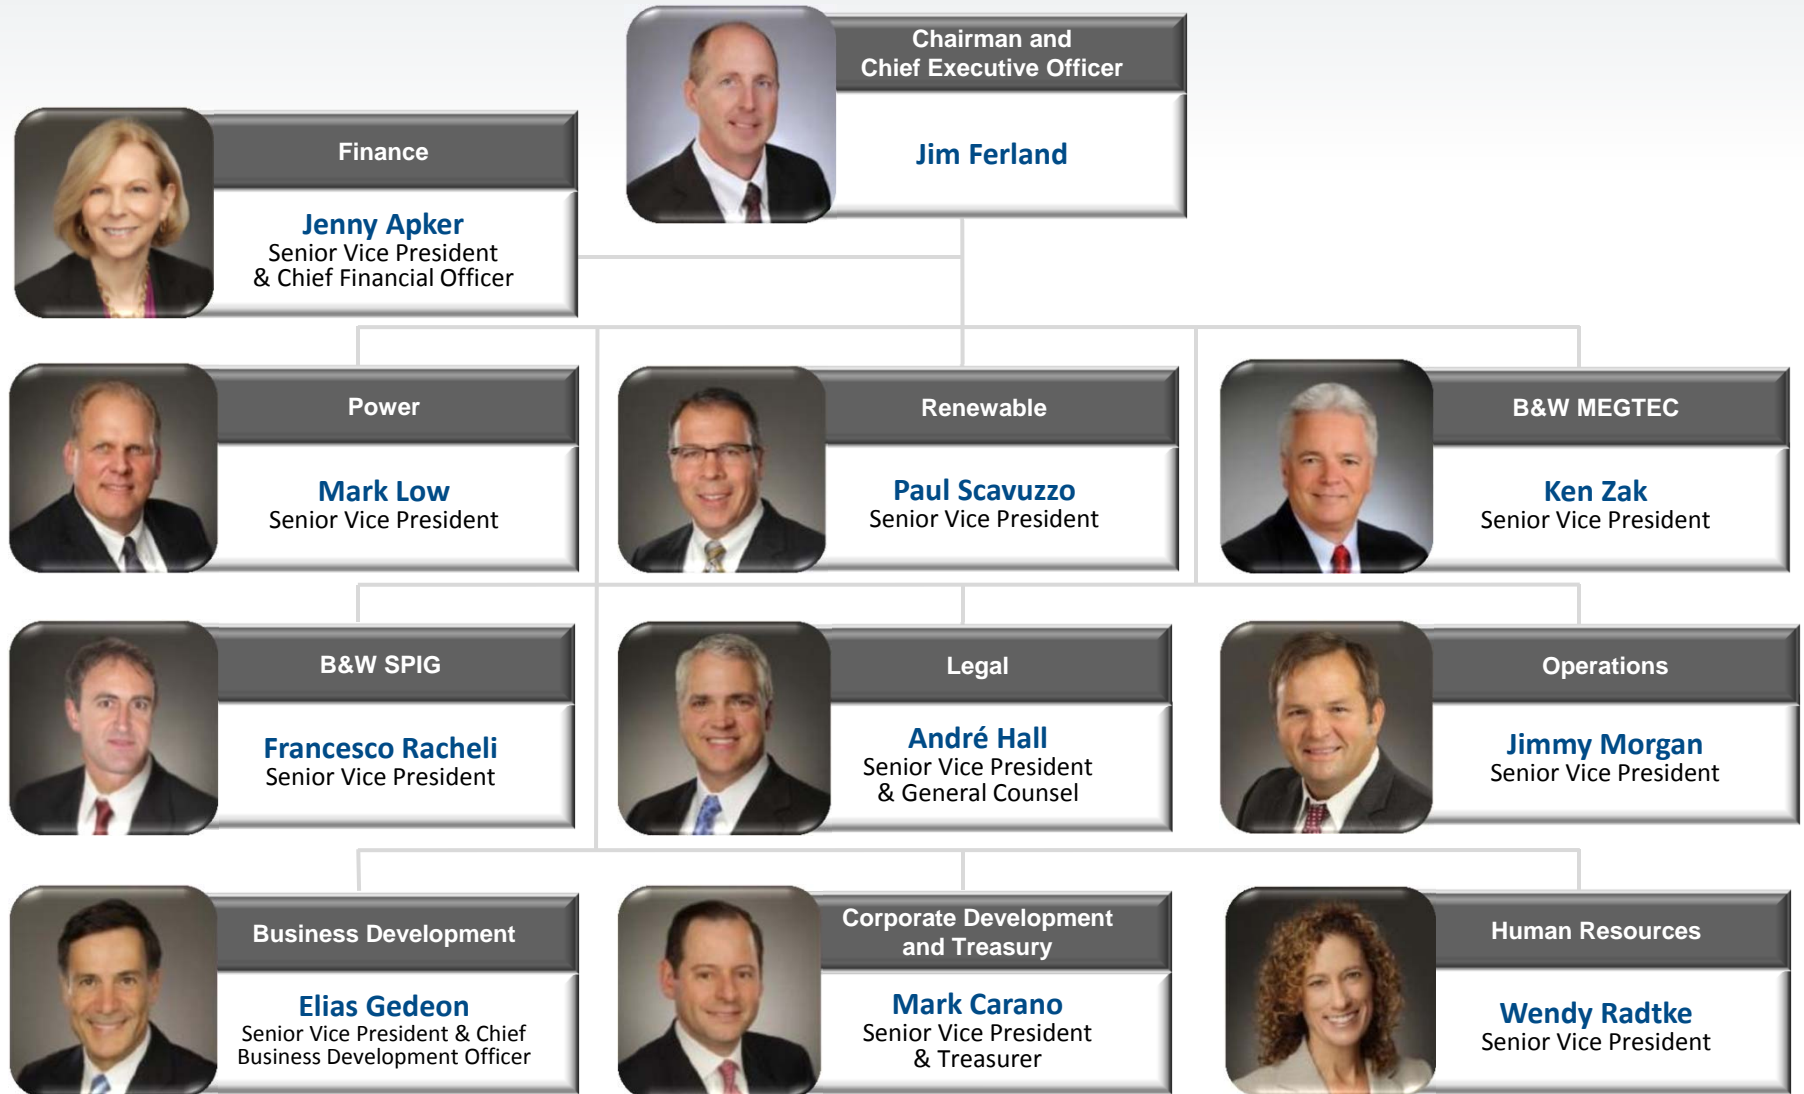 Chairman and
Chief Executive Officer
Jim Ferland
Finance
Jenny Apker
Senior Vice President
& Chief Financial Officer
Power
Mark Low
Senior Vice President
Renewable
Paul Scavuzzo
Senior Vice President
B&W MEGTEC
Ken Zak
Senior Vice President
B&W SPIG
Francesco Racheli
Senior Vice President
Legal
André Hall
Senior Vice President
& General Counsel
Operations
Jimmy Morgan
Senior Vice President
Business Development
Elias Gedeon
Senior Vice President & Chief
Business Development Officer
Corporate Development
and Treasury
Mark Carano
Senior Vice President
& Treasurer
Human Resources
Wendy Radtke
Senior Vice President